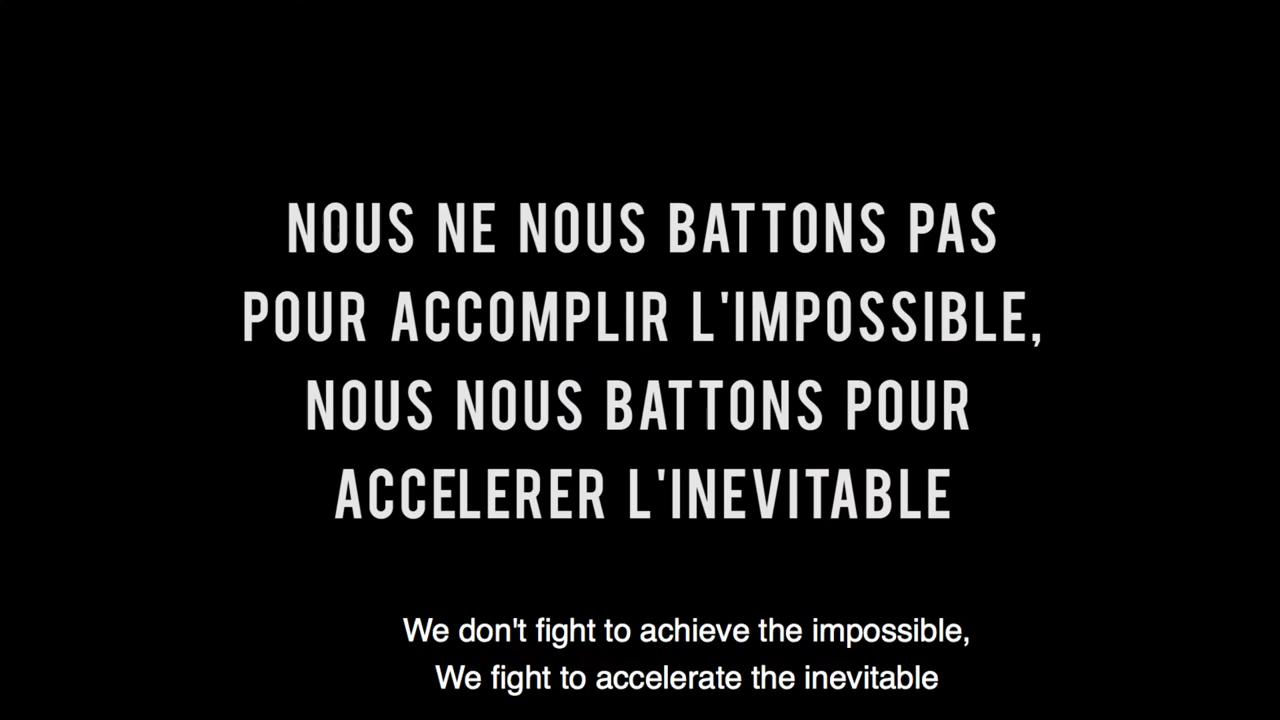 NOUS NE NOUS BATTONS PAS
POUR ACCOMPLIR L'IMPOSSIBLE,
NOUS NOUS BATTONS POUR
ACCELERER L'INEVITABLE
We don't fight to achieve the impossible,
We fight to accelerate the inevitable